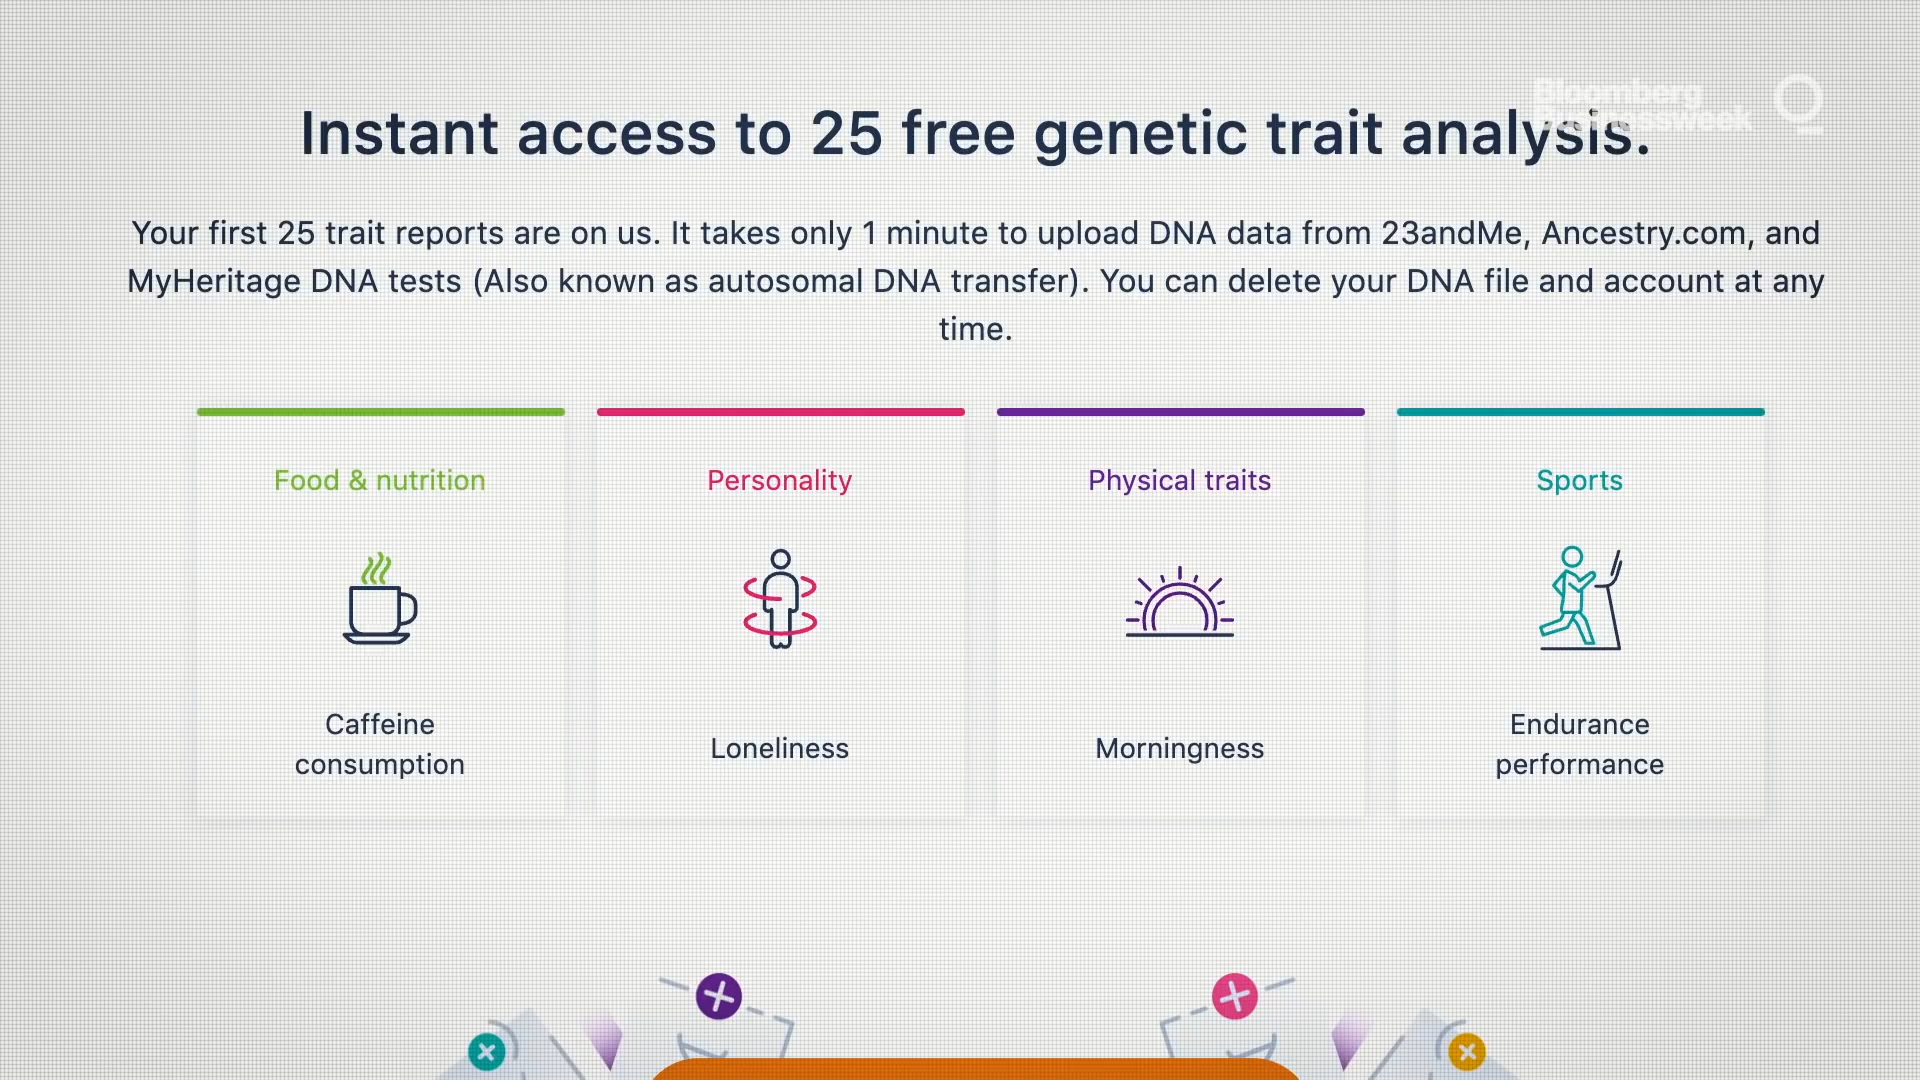 Bloomberg
Businessweek
Instant access to 25 free genetic trait analysis.
Your first 25 trait reports are on us. It takes only 1 minute to upload DNA data from 23andMe, Ancestry.com, and
MyHeritage DNA tests (Also known as autosomal DNA transfer). You can delete your DNA file and account at any
time.
Food & nutrition
Personality
Physical traits
Sports
Caffeine
consumption
Loneliness
Morningness
Endurance
performance